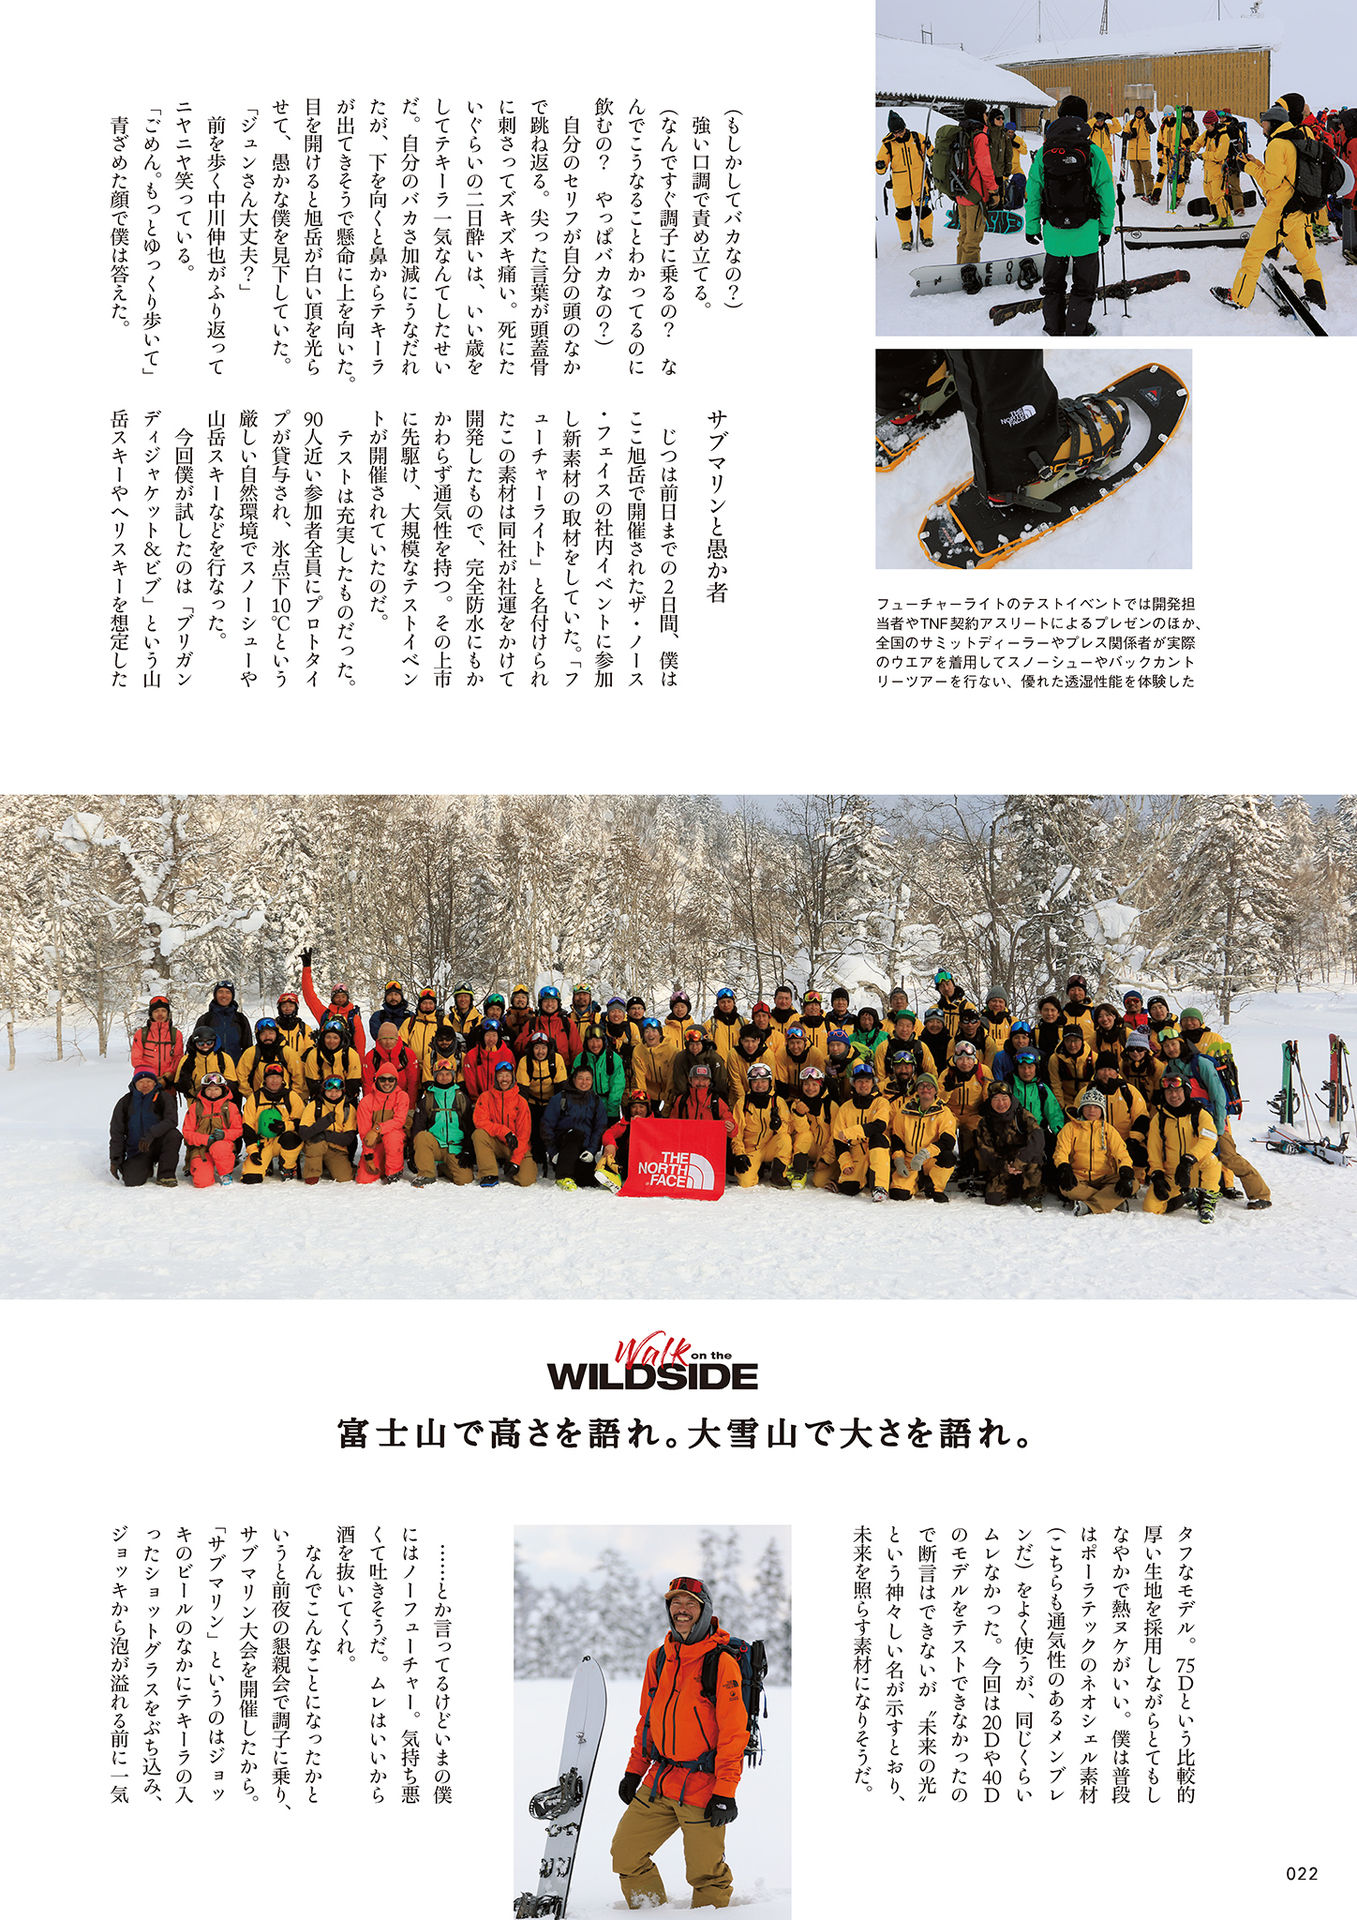 （もしかしてバカなの？）
強い口調で責め立てる。
（なんですぐ調子に乗るの？　な
んでこうなることわかってるのに
飲むの？　やっぱバカなの？）
自分のセリフが自分の頭のなか
で跳ね返る。尖った言葉が頭蓋骨
に刺さってズキズキ痛い。死にた
いぐらいの二日酔いは、いい歳を
してテキーラ一気なんてしたせい
だ。自分のバカさ加減にうなだれ
たが、下を向くと鼻からテキーラ
が出てきそうで懸命に上を向いた。
目を開けると旭岳が白い頂を光ら
せて、愚かな僕を見下していた。
「ジュンさん大丈夫？」
前を歩く中川伸也がふり返って
ニヤニヤ笑っている。
「ごめん。もっとゆっくり歩いて」
青ざめた顔で僕は答えた。
サブマリンと愚か者
じつは前日までの２日間、僕は
ここ旭岳で開催されたザ・ノース
・フェイスの社内イベントに参加
し新素材の取材をしていた。「フ
ューチャーライト」と名付けられ
たこの素材は同社が社運をかけて
開発したもので、完全防水にもか
かわらず通気性を持つ。その上市
に先駆け、大規模なテストイベン
トが開催されていたのだ。
テストは充実したものだった。
90人近い参加者全員にプロトタイ
プが貸与され、氷点下10℃という
厳しい自然環境でスノーシューや
山岳スキーなどを行なった。
今回僕が試したのは「ブリガン
ディジャケット＆ビブ」という山
岳スキーやヘリスキーを想定した
フューチャーライトのテストイベントでは開発担
当者やTNF契約アスリートによるプレゼンのほか、
全国のサミットディーラーやプレス関係者が実際
のウエアを着用してスノーシューやバックカント
リーツアーを行ない、優れた透湿性能を体験した
THE
NORTH
FACE
Walk on the
WILDSIDE
富士山で高さを語れ。大雪山で大さを語れ。
タフなモデル。75Dという比較的
厚い生地を採用しながらとてもし
なやかで熱ヌケがいい。僕は普段
はポーラテックのネオシェル素材
（こちらも通気性のあるメンブレ
ンだ）をよく使うが、同じくらい
ムレなかった。今回は20Dや40D
のモデルをテストできなかったの
で断言はできないが〝未来の光〟
という神々しい名が示すとおり、
未来を照らす素材になりそうだ。
……とか言ってるけどいまの僕
にはノーフューチャー。気持ち悪
くて吐きそうだ。ムレはいいから
酒を抜いてくれ。
なんでこんなことになったかと
いうと前夜の懇親会で調子に乗り、
サブマリン大会を開催したから。
「サブマリン」というのはジョッ
キのビールのなかにテキーラの入
ったショットグラスをぶち込み、
ジョッキから泡が溢れる前に一気
022